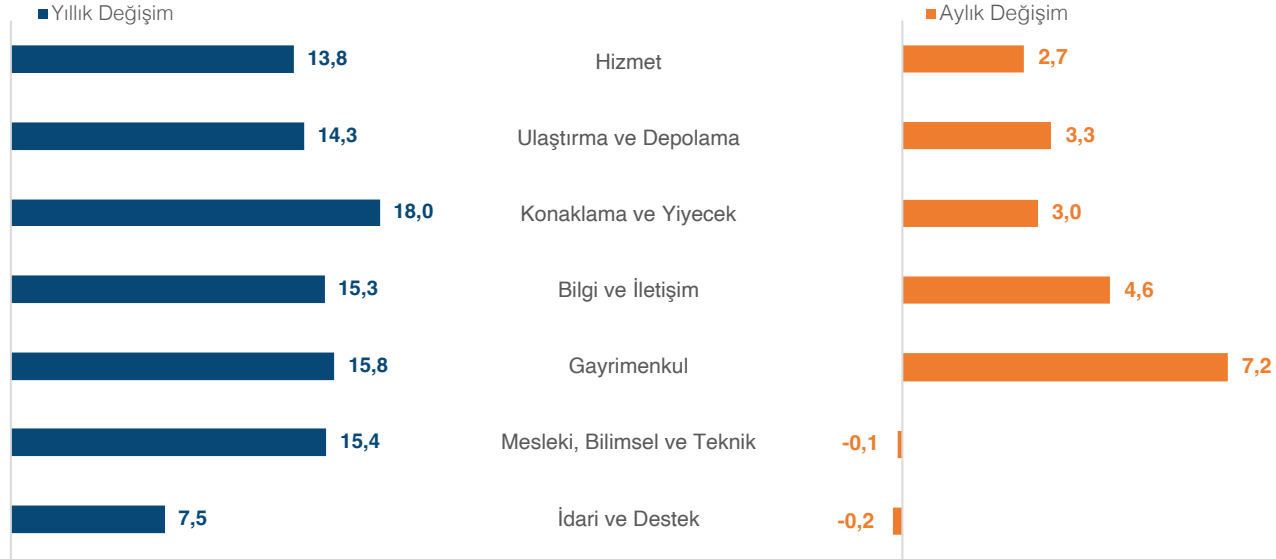 Yıllık Değişim Aylık Değişim
13,8 Hizmet 2,7
14,3 Ulaştırma ve Depolama 3,3
18,0 Konaklama ve Yiyecek 3,0
15,3 Bilgi ve İletişim 4,6
15,8 Gayrimenkul 7,2
15,4 Mesleki, Bilimsel ve Teknik -0,1
7,5 İdari ve Destek -0,2